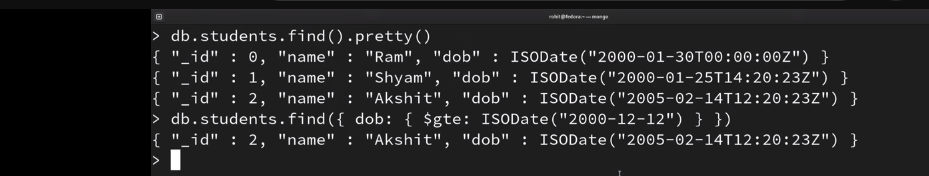 rohit@fedora:~ — mongo
> db.students.find().pretty()
{ "_id" : 0, "name" : "Ram", "dob" : ISODate("2000-01-30T00:00:00Z") }
{ "_id" : 1, "name" : "Shyam", "dob" : ISODate("2000-01-25T14:20:23Z") }
{ "_id" : 2, "name" : "Akshit", "dob" : ISODate("2005-02-14T12:20:23Z") }
> db.students.find({ dob: { $gte: ISODate("2000-12-12") } })
{ "_id" : 2, "name" : "Akshit", "dob" : ISODate("2005-02-14T12:20:23Z") }
>